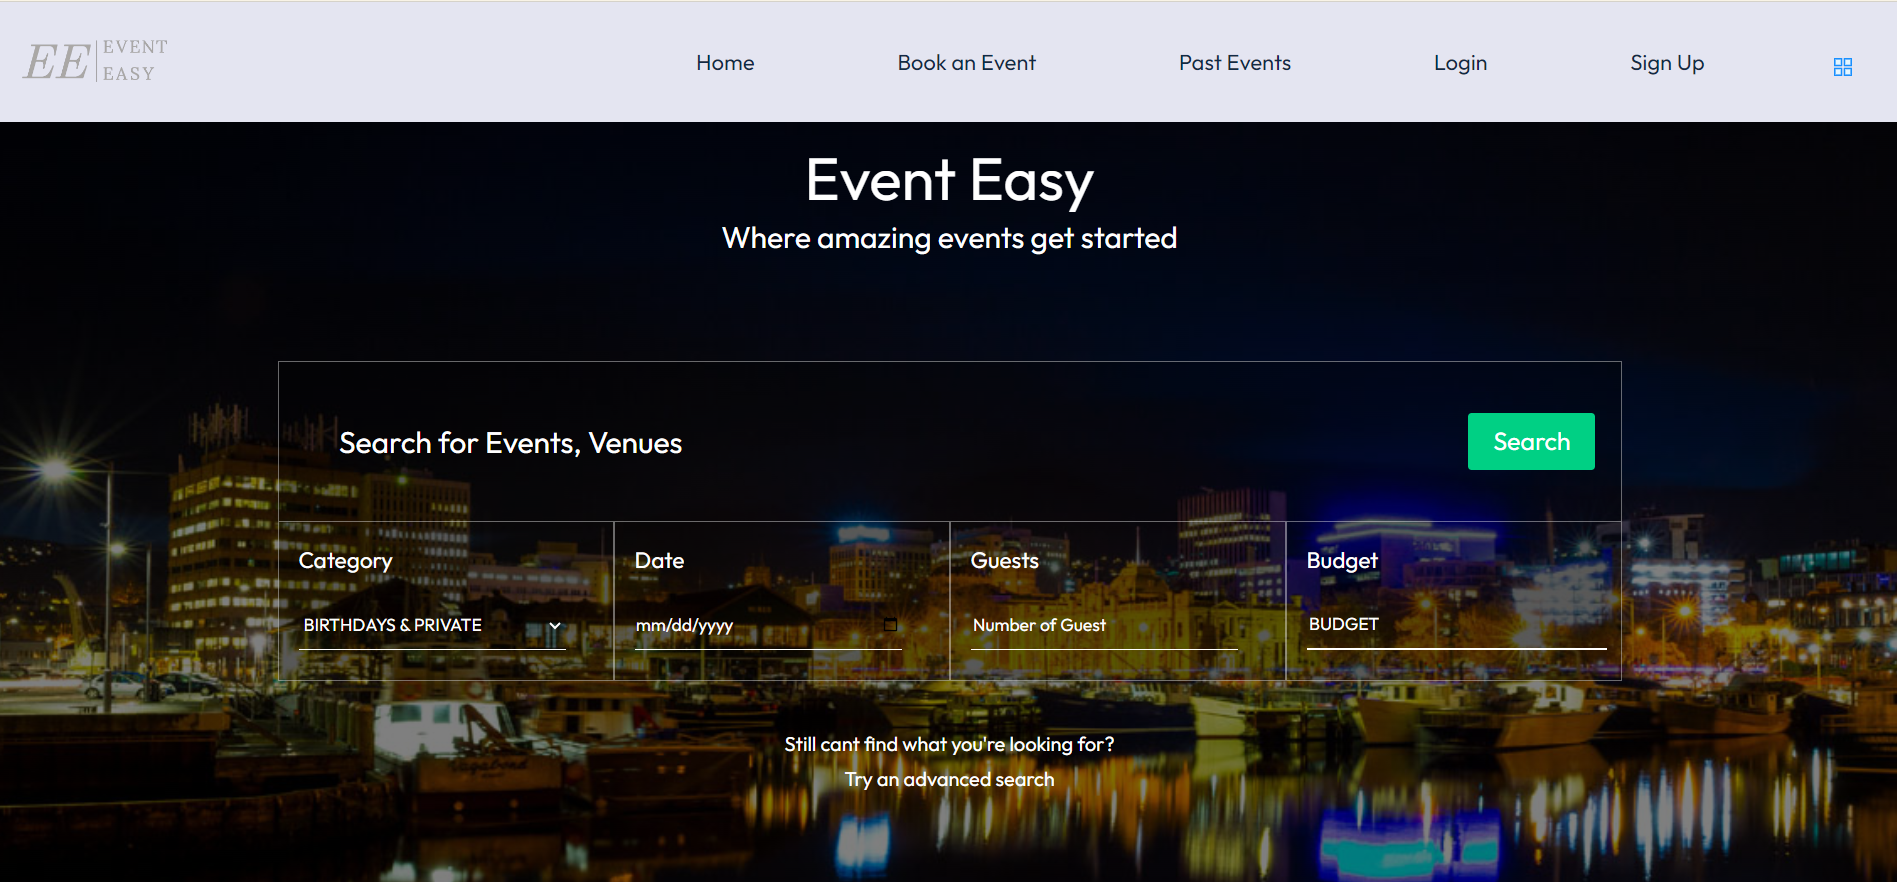 EE EVENT
EASY
Home Book an Event Past Events Login Sign Up
Event Easy
Where amazing events get started
Search for Events, Venues
Search
Category Date Guests Budget
BIRTHDAYS & PRIVATE mm/dd/yyyy Number of Guest BUDGET
Still cant find what you're looking for?
Try an advanced search
Vagabond